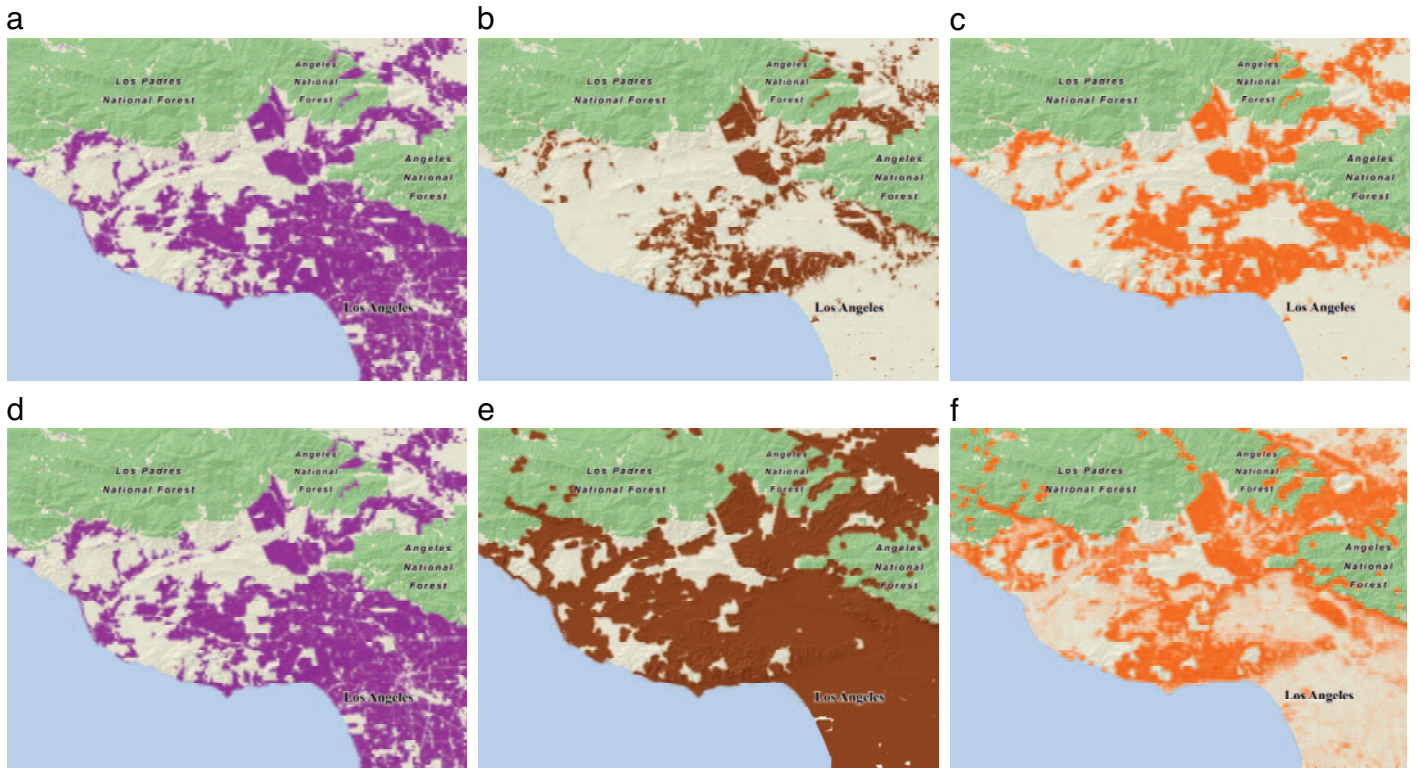 a
b
c
Los Padres
National Forest
Angeles
National
Forest
Angeles
National
Forest
Los Angeles
Los Padres
National Forest
Angeles
National
Forest
Angeles
National
Forest
Los Angeles
Los Padres
National Forest
Angeles
National
Forest
Angeles
National
Forest
Los Angeles
d
e
f
Los Padres
National Forest
Angeles
National
Forest
Angeles
National
Forest
Los Angeles
Los Padres
National Forest
Angeles
National
Forest
Angeles
National
Forest
Los Angeles
Los Padres
National Forest
Angeles
National
Forest
Angeles
National
Forest
Los Angeles